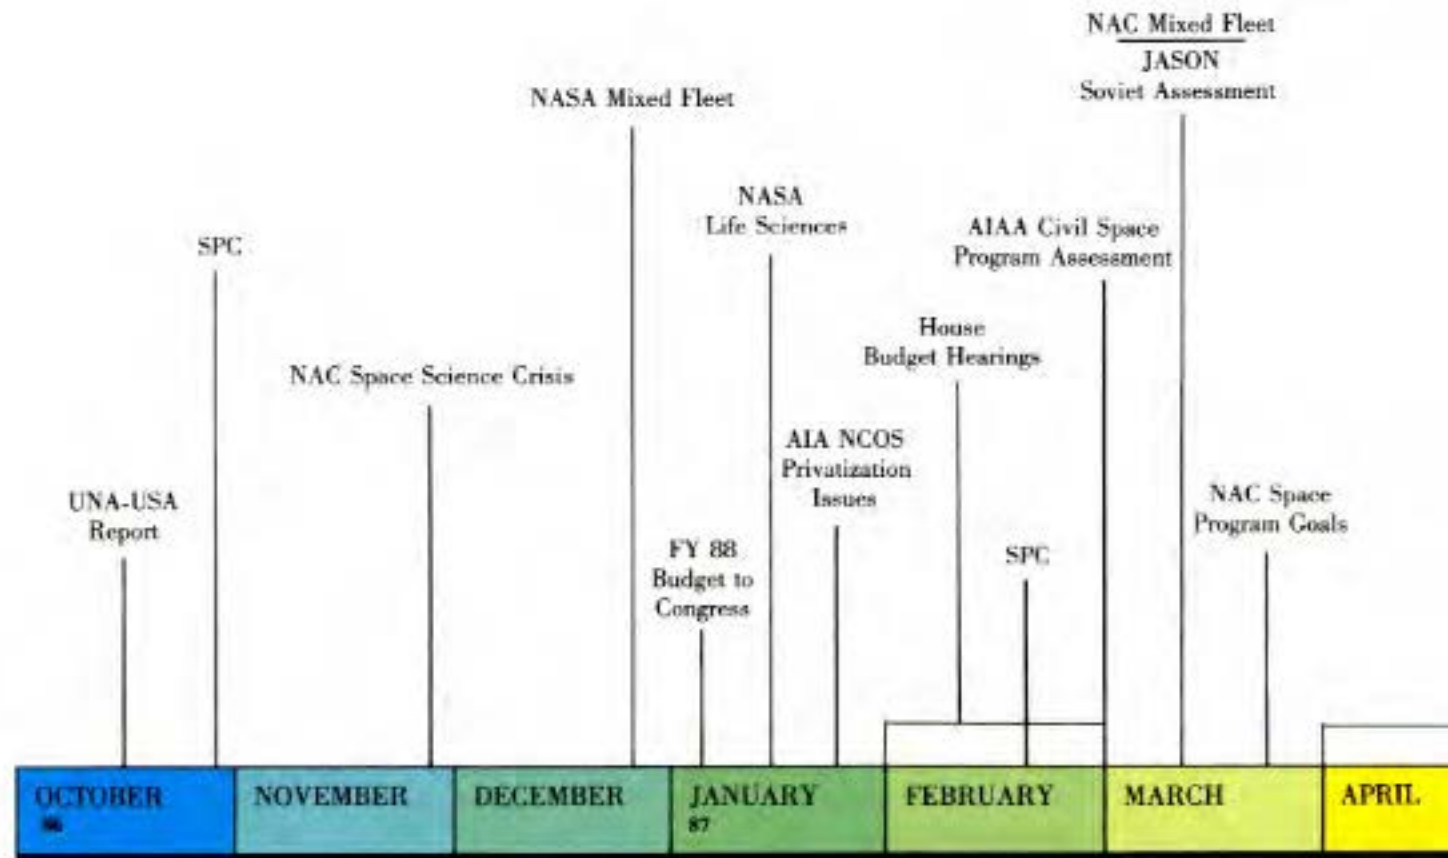 NAC Mixed Fleet
JASON
Soviet Assessment
NASA Mixed Fleet
NASA
Life Sciences
AIAA Civil Space
Program Assessment
SPC
House
Budget Hearings
NAC Space Science Crisis
AIA NCOS
Privatization
Issues
UNA-USA
Report
NAC Space
Program Goals
FY 88
Budget to
Congress
SPC
OCTOBER
86
NOVEMBER
DECEMBER
JANUARY
87
FEBRUARY
MARCH
APRIL